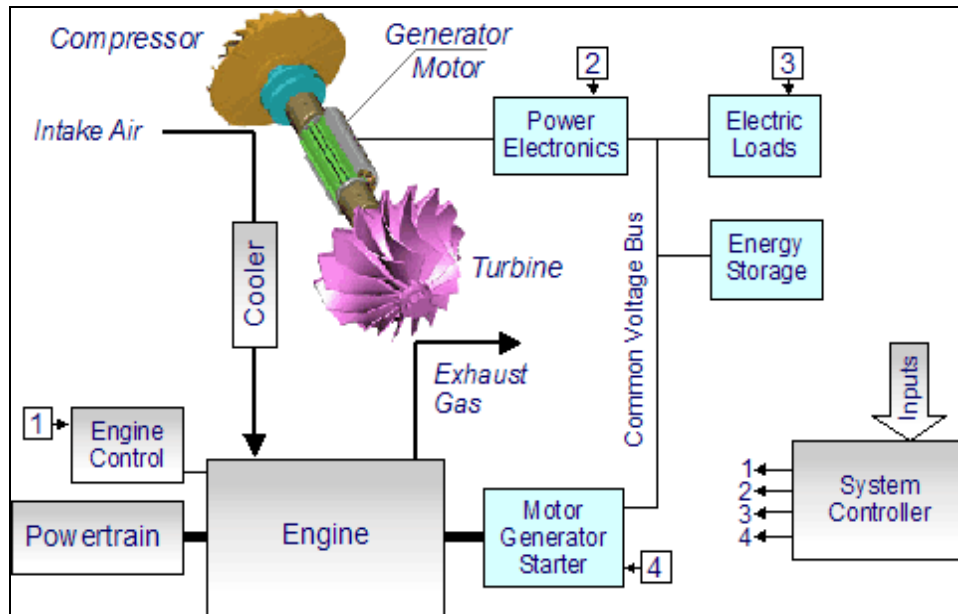 Compressor
Generator
Motor
2
3
Intake Air
Power
Electronics
Electric
Loads
Cooler
Turbine
Common Voltage Bus
Energy
Storage
Exhaust
Gas
Inputs
1
Engine
Control
Powertrain
Engine
Motor
Generator
Starter
4
1
2
3
4
System
Controller